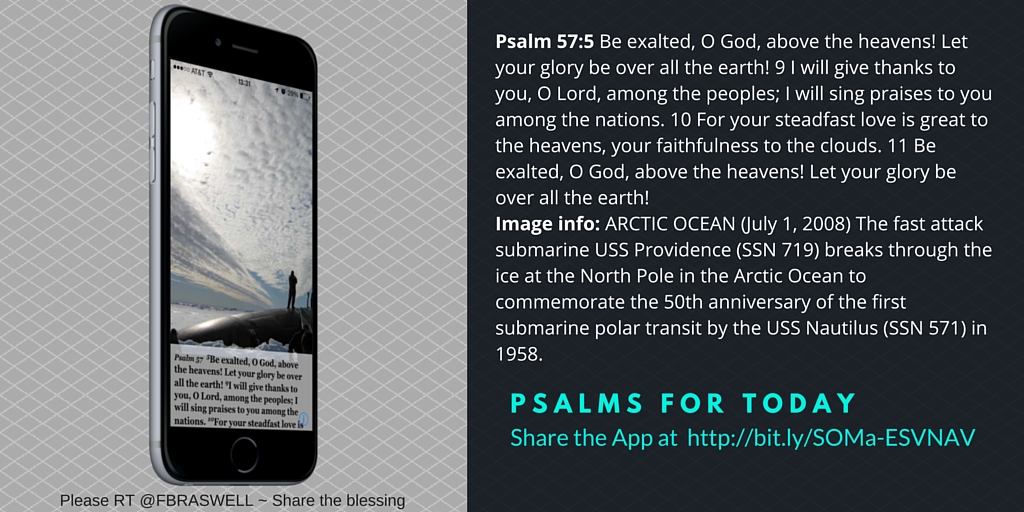 AT&T
13:31
29%
Psalm 57 5Be exalted, O God, above
the heavens! Let your glory be over
all the earth! 9I will give thanks to
you, O Lord, among the peoples; I
will sing praises to you among the
nations. 10For your steadfast love is
Please RT @FBRASWELL ~ Share the blessing
Psalm 57:5 Be exalted, O God, above the heavens! Let
your glory be over all the earth! 9 I will give thanks to
you, O Lord, among the peoples; I will sing praises to you
among the nations. 10 For your steadfast love is great to
the heavens, your faithfulness to the clouds. 11 Be
exalted, O God, above the heavens! Let your glory be
over all the earth!
Image info: ARCTIC OCEAN (July 1, 2008) The fast attack
submarine USS Providence (SSN 719) breaks through the
ice at the North Pole in the Arctic Ocean to
commemorate the 50th anniversary of the first
submarine polar transit by the USS Nautilus (SSN 571) in
1958.
PSALMS FOR TODAY
Share the App at http://bit.ly/SOMa-ESVNAV